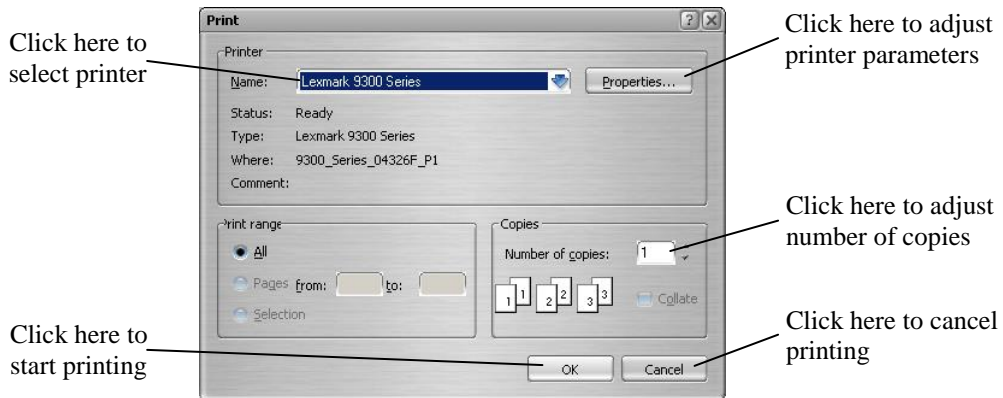 Print
Click here to
select printer
Click here to adjust
printer parameters
Printer
Name: Lexmark 9300 Series Properties...
Status: Ready
Type: Lexmark 9300 Series
Where: 9300_Series_04326F_P1
Comment:
Print range
All
Pages from: to:
Selection
Copies
Number of copies: 1
1 1 2 2 3 3
Collate
Click here to adjust
number of copies
Click here to
start printing
Click here to cancel
printing
OK Cancel